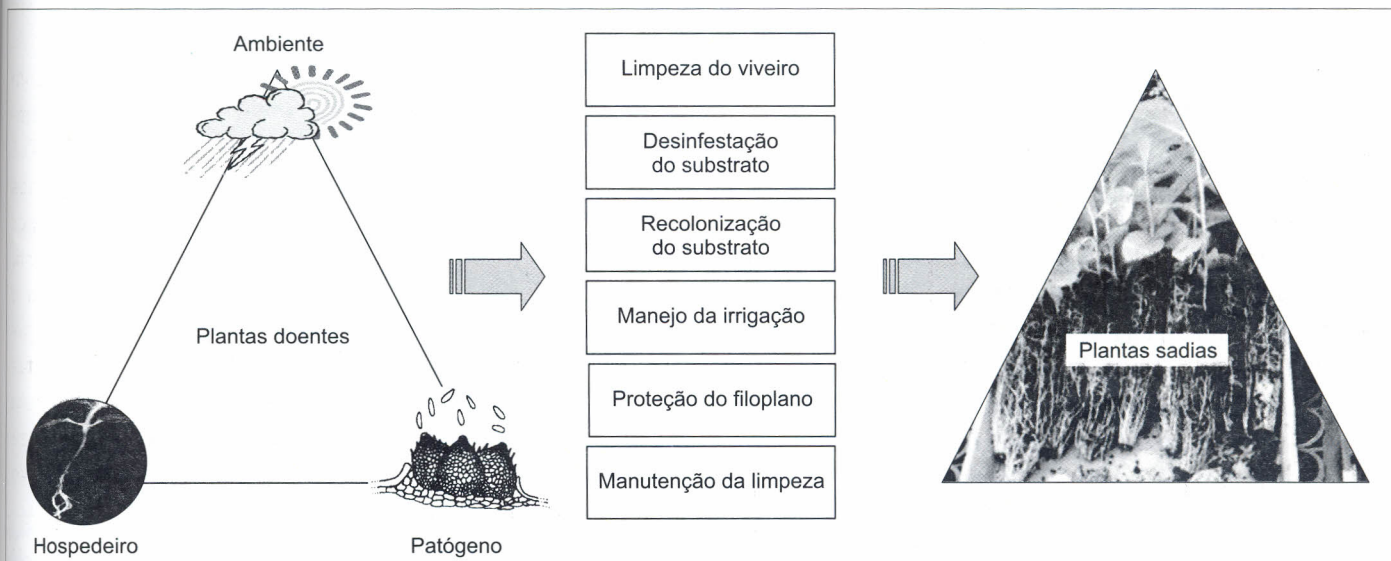 Ambiente
Plantas doentes
Hospedeiro
Patógeno
Limpeza do viveiro
Desinfestação
do substrato
Recolonização
do substrato
Manejo da irrigação
Proteção do filoplano
Manutenção da limpeza
Plantas sadias